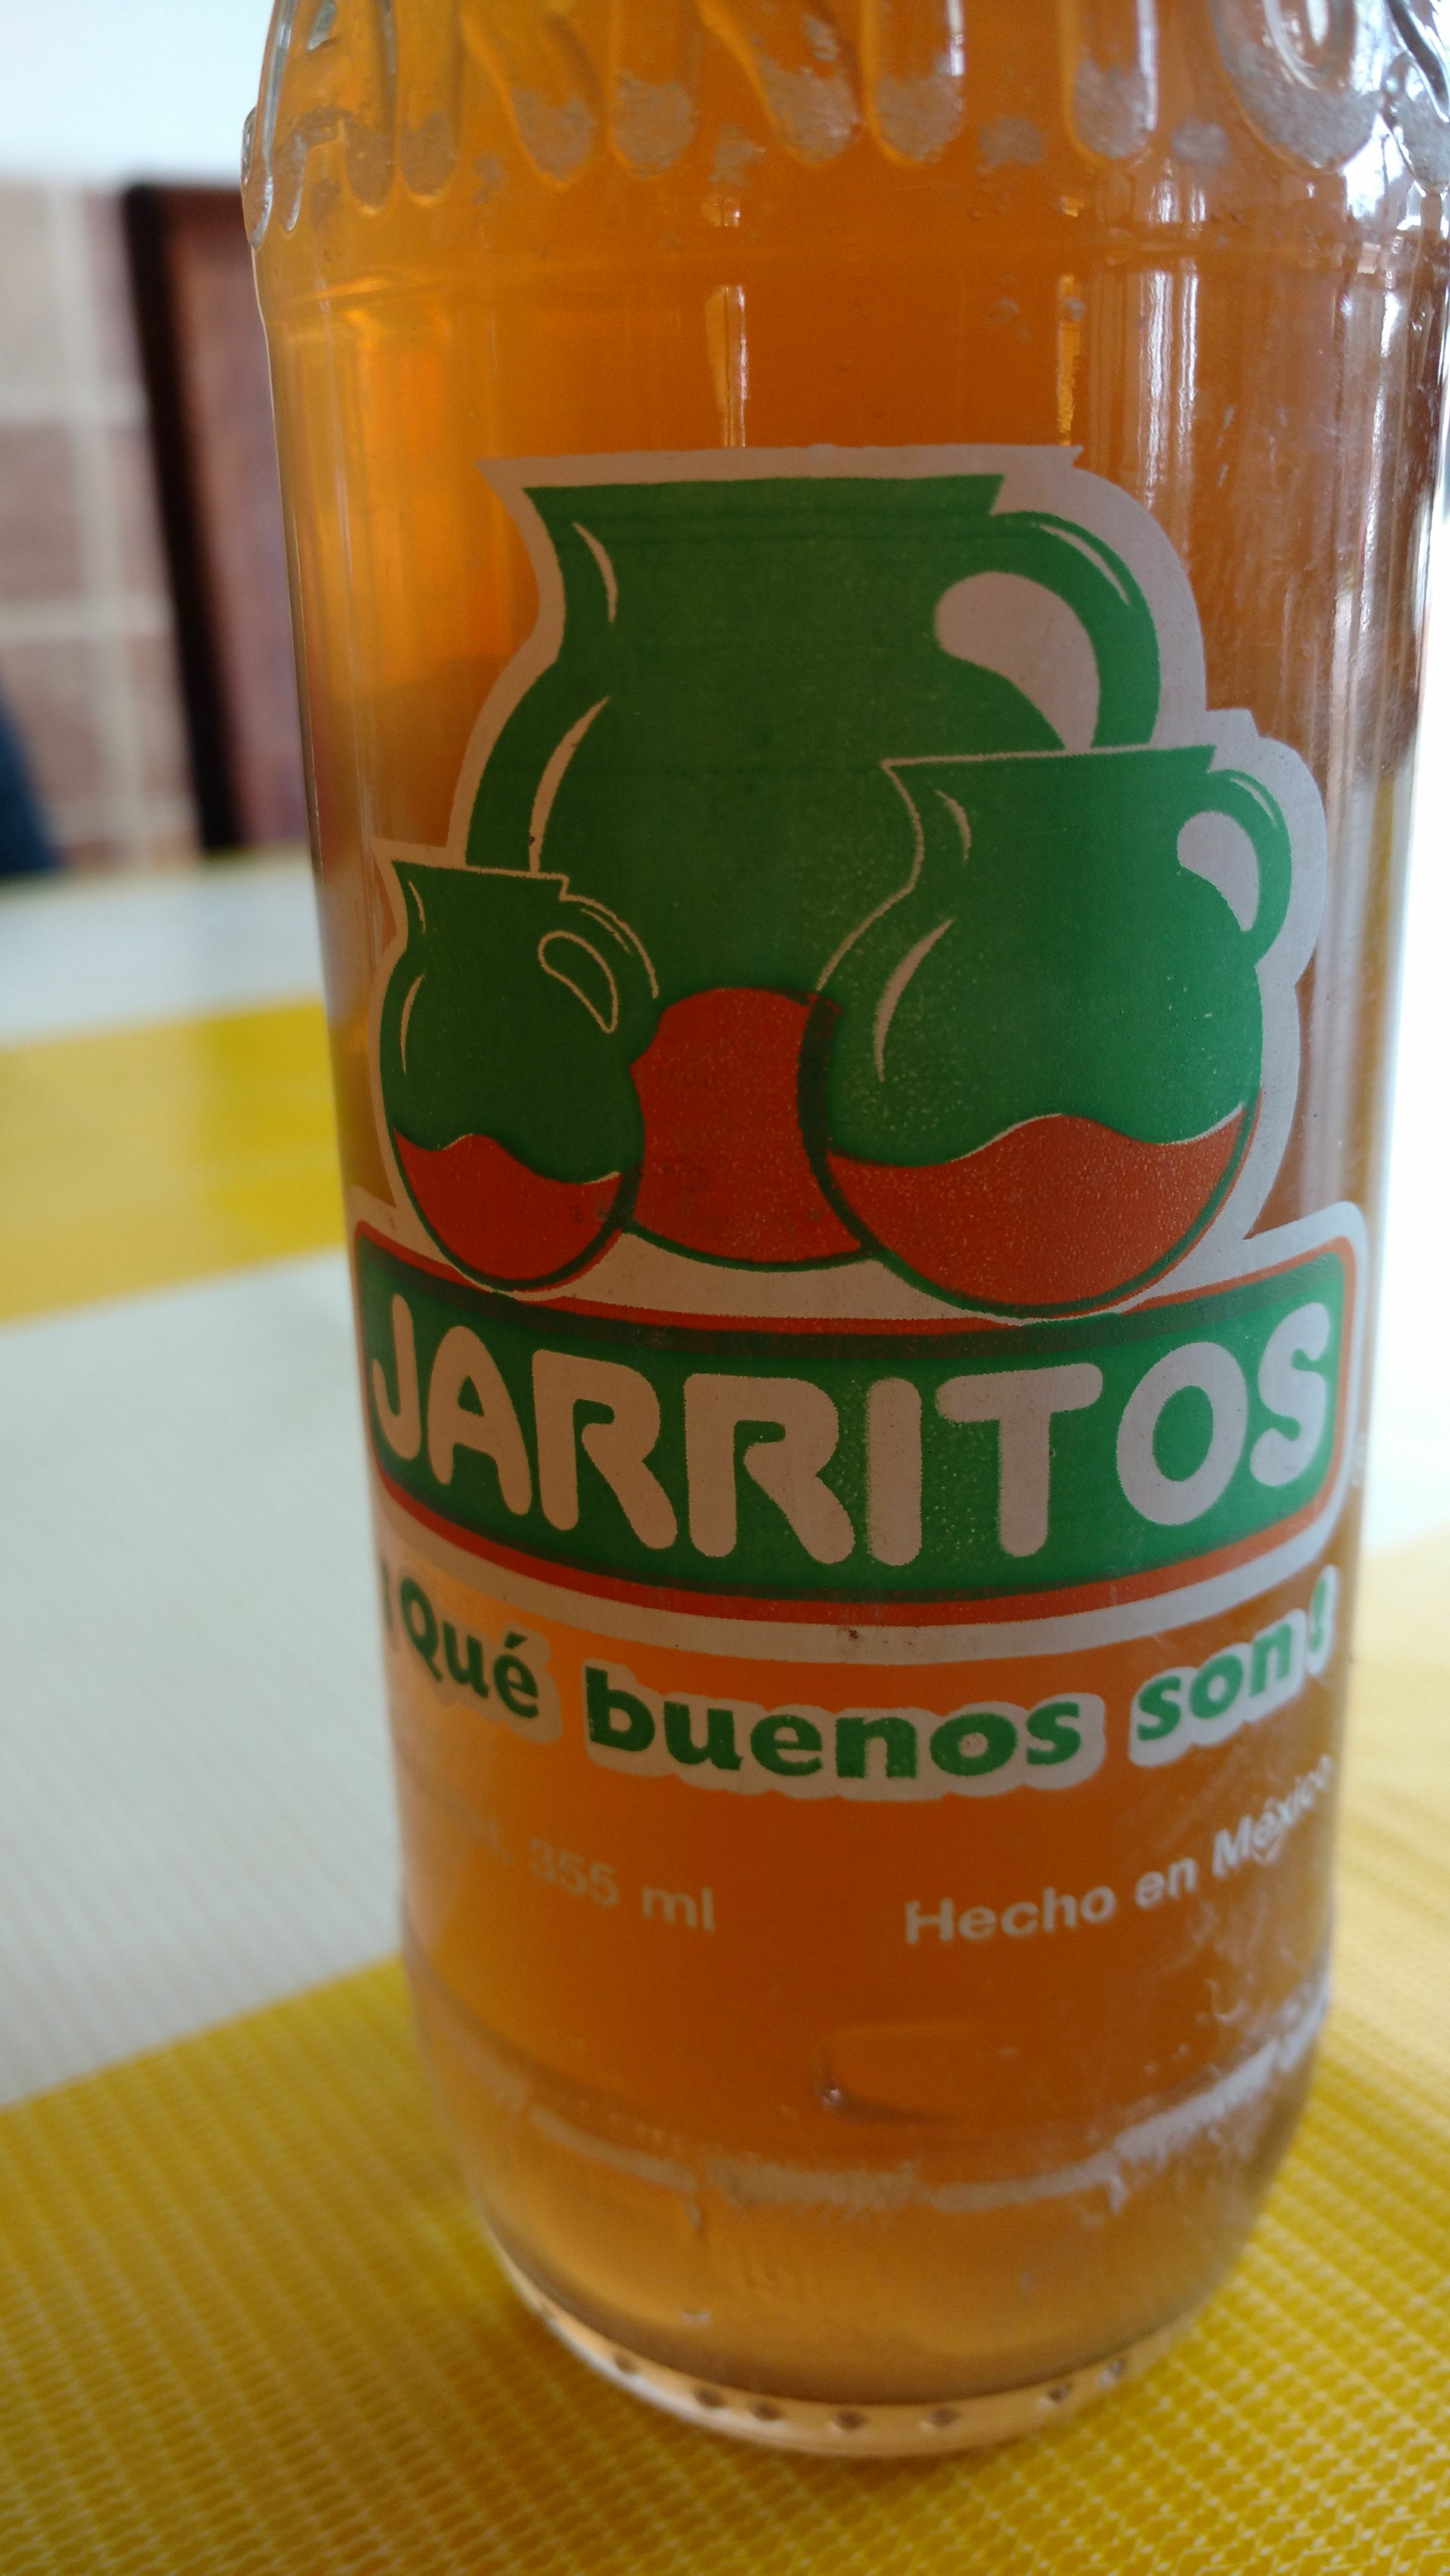 JARRITOS
¡Qué buenos son!
355 ml
Hecho en México